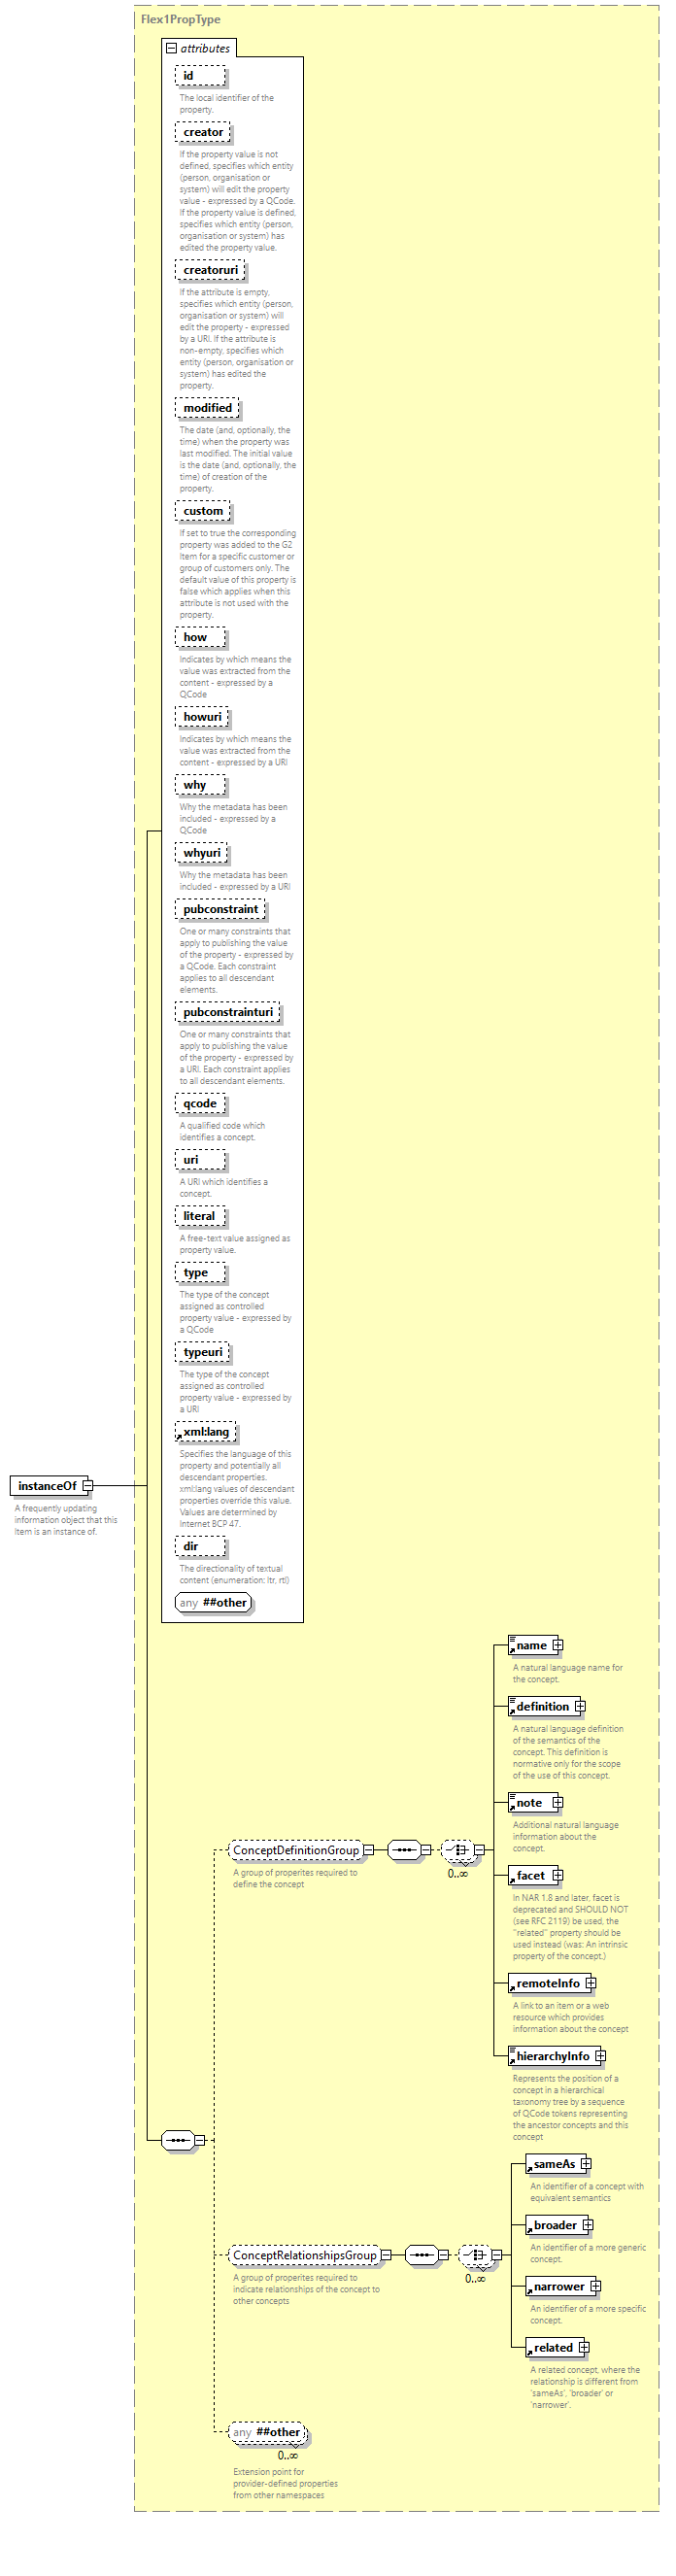 Flex1PropType
attributes
id
The local identifier of the
property.
creator
If the property value is not
defined, specifies which entity
(person, organisation or
system) will edit the property
value - expressed by a QCode.
If the property value is defined,
specifies which entity (person,
organisation or system) has
edited the property value.
creatoruri
If the attribute is empty,
specifies which entity (person,
organisation or system) will
edit the property - expressed
by a URI. If the attribute is
non-empty, specifies which
entity (person, organisation or
system) has edited the
property.
modified
The date (and, optionally, the
time) when the property was
last modified. The initial value
is the date (and, optionally, the
time) of creation of the
property.
custom
If set to true the corresponding
property was added to the G2
Item for a specific customer or
group of customers only. The
default value of this property is
false which applies when this
attribute is not used with the
property.
how
Indicates by which means the
value was extracted from the
content - expressed by a
QCode
howuri
Indicates by which means the
value was extracted from the
content - expressed by a URI
why
Why the metadata has been
included - expressed by a
QCode
whyuri
Why the metadata has been
included - expressed by a URI
pubconstraint
One or many constraints that
apply to publishing the value
of the property - expressed by
a QCode. Each constraint
applies to all descendant
elements.
pubconstrainturi
One or many constraints that
apply to publishing the value
of the property - expressed by
a URI. Each constraint applies
to all descendant elements.
qcode
A qualified code which
identifies a concept.
uri
A URI which identifies a
concept.
literal
A free-text value assigned as
property value.
type
The type of the concept
assigned as controlled
property value - expressed by
a QCode
typeuri
The type of the concept
assigned as controlled
property value - expressed by
a URI
xml:lang
Specifies the language of this
property and potentially all
descendant properties.
xml:lang values of descendant
properties override this value.
Values are determined by
Internet BCP 47.
dir
The directionality of textual
content (enumeration: ltr, rtl)
any ##other
instanceOf
A frequently updating
information object that this
Item is an instance of.
name
A natural language name for
the concept.
definition
A natural language definition
of the semantics of the
concept. This definition is
normative only for the scope
of the use of this concept.
note
Additional natural language
information about the
concept.
facet
In NAR 1.8 and later, facet is
deprecated and SHOULD NOT
(see RFC 2119) be used, the
"related" property should be
used instead (was: An intrinsic
property of the concept.)
remoteInfo
A link to an item or a web
resource which provides
information about the concept
hierarchyInfo
Represents the position of a
concept in a hierarchical
taxonomy tree by a sequence
of QCode tokens representing
the ancestor concepts and this
concept
ConceptDefinitionGroup
0..∞
A group of properites required to
define the concept
sameAs
An identifier of a concept with
equivalent semantics
broader
An identifier of a more generic
concept.
narrower
An identifier of a more specific
concept.
related
A related concept, where the
relationship is different from
'sameAs', 'broader' or
'narrower'.
ConceptRelationshipsGroup
0..∞
A group of properites required to
indicate relationships of the concept to
other concepts
any ##other
0..∞
Extension point for
provider-defined properties
from other namespaces